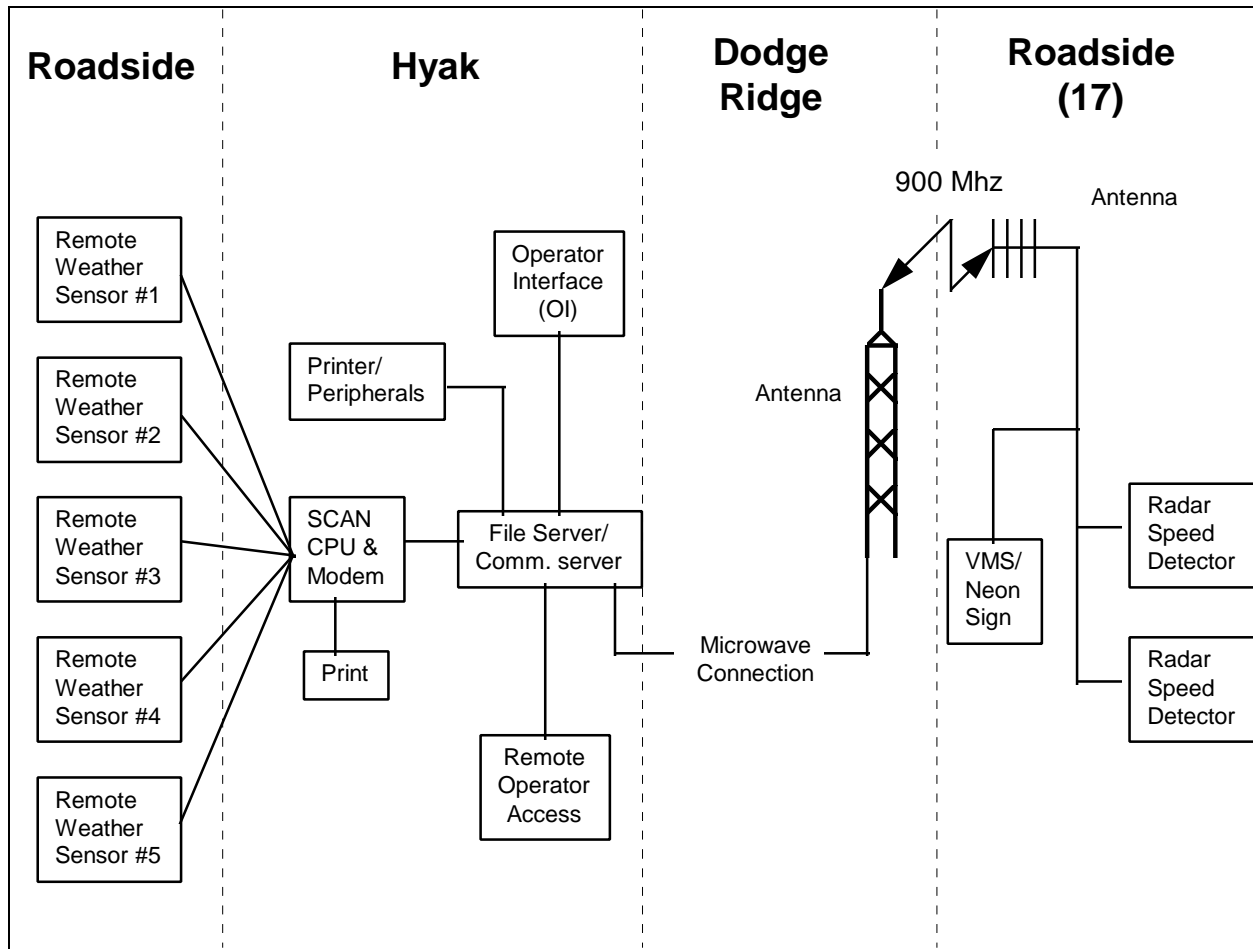 Roadside
Hyak
Dodge
Ridge
Roadside
(17)
Remote
Weather
Sensor #1
Remote
Weather
Sensor #2
Remote
Weather
Sensor #3
Remote
Weather
Sensor #4
Remote
Weather
Sensor #5
Operator
Interface
(OI)
Printer/
Peripherals
SCAN
CPU &
Modem
Print
File Server/
Comm. server
Remote
Operator
Access
Microwave
Connection
Antenna
900 Mhz
Antenna
VMS/
Neon
Sign
Radar
Speed
Detector
Radar
Speed
Detector